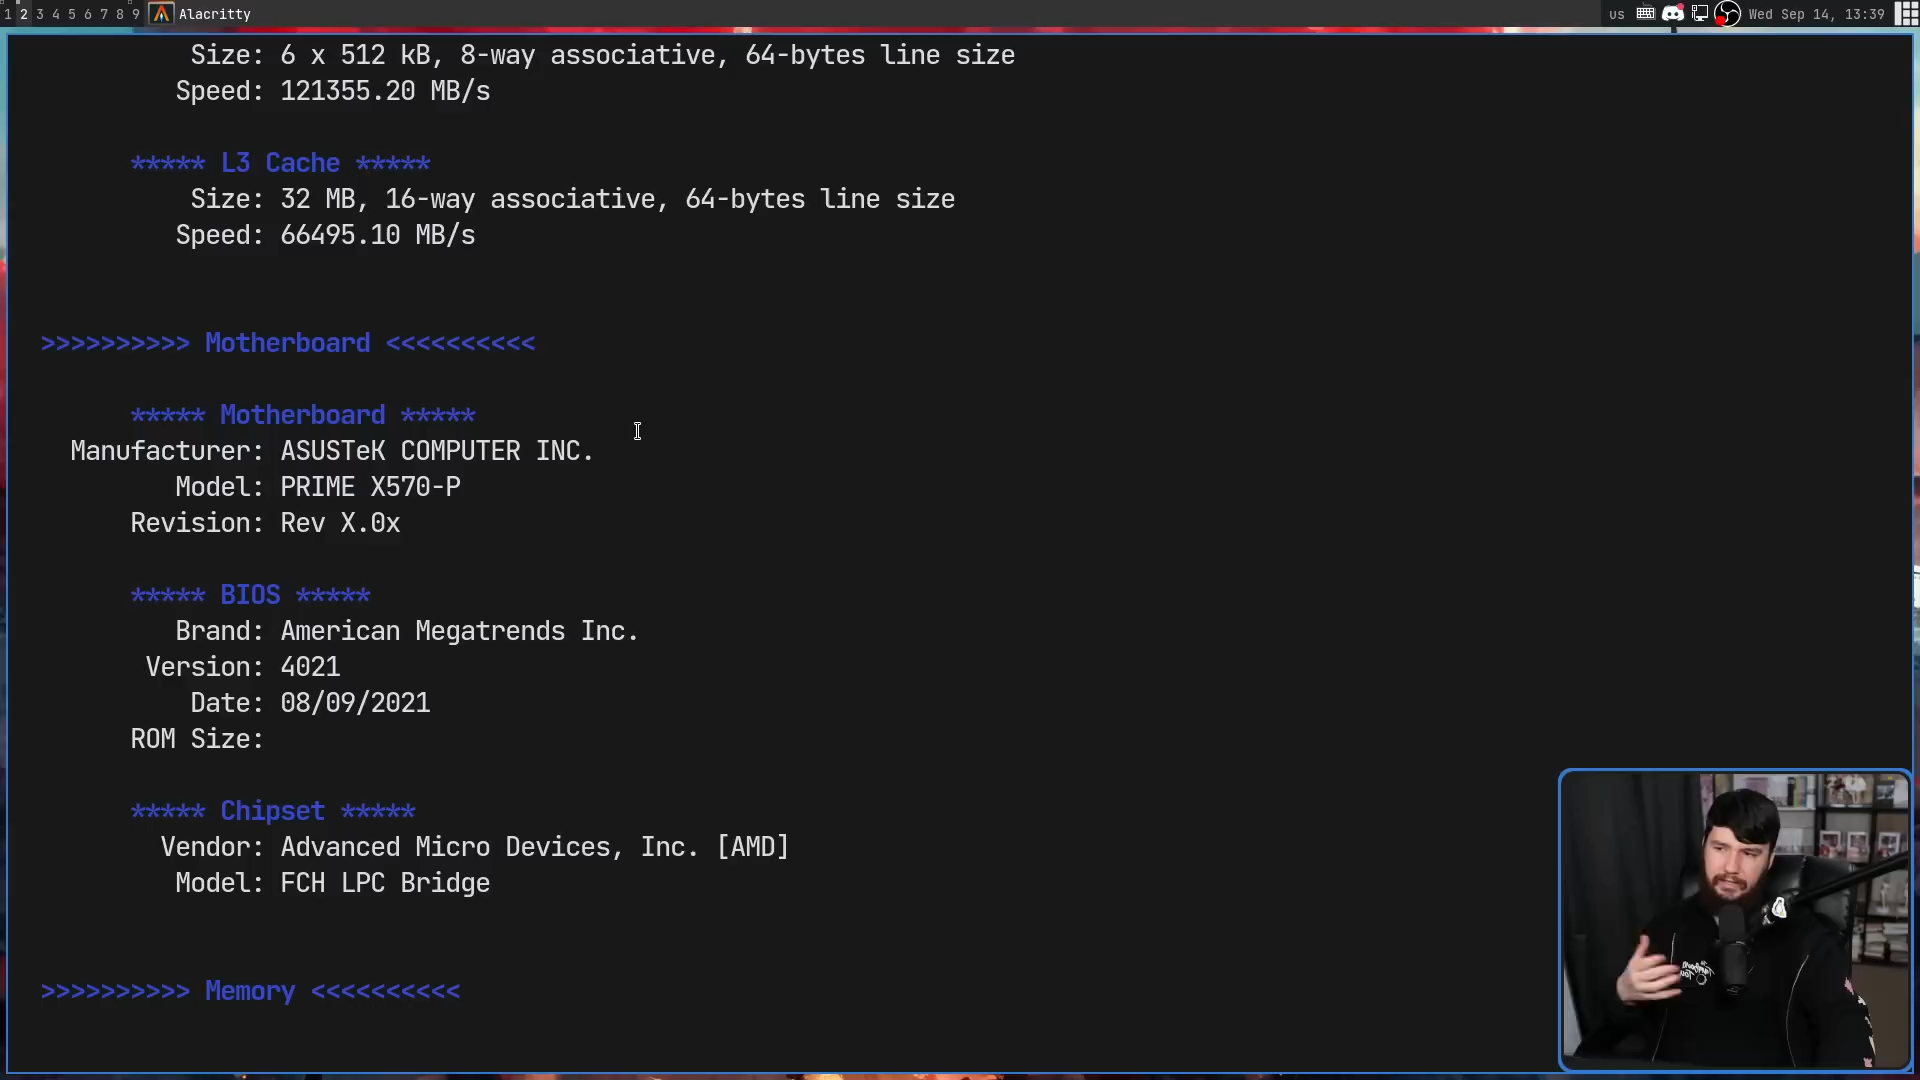 1 2 3 4 5 6 7 8 9 Alacritty us Wed Sep 14, 13:39
Size: 6 x 512 kB, 8-way associative, 64-bytes line size
Speed: 121355.20 MB/s
***** L3 Cache *****
Size: 32 MB, 16-way associative, 64-bytes line size
Speed: 66495.10 MB/s
>>>>>>>>>> Motherboard <<<<<<<<<<
***** Motherboard *****
Manufacturer: ASUSTeK COMPUTER INC.
Model: PRIME X570-P
Revision: Rev X.0x
***** BIOS *****
Brand: American Megatrends Inc.
Version: 4021
Date: 08/09/2021
ROM Size:
***** Chipset *****
Vendor: Advanced Micro Devices, Inc. [AMD]
Model: FCH LPC Bridge
>>>>>>>>>> Memory <<<<<<<<<<